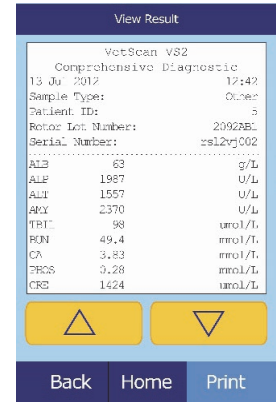 View Result
VetScan VS2
Comprehensive Diagnostic
13 Jul 2012 12:42
Sample Type: Other
Patient ID: 5
Rotor Lot Number: 2092AB1
Serial Number: rsl2vj002
ALB 63 g/L
ALP 1987 U/L
ALT 1557 U/L
AMY 2370 U/L
TBIL 98 umol/L
BUN 49.4 mmol/L
CA 3.83 mmol/L
PHOS 0.28 mmol/L
CRE 1424 umol/L
Back Home Print